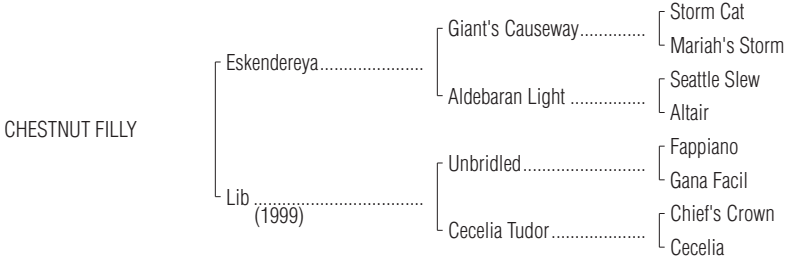 Storm Cat
Giant's Causeway..............
Mariah's Storm
Eskendereya......................
Seattle Slew
Aldebaran Light ................
Altair
CHESTNUT FILLY
Fappiano
Unbridled..........................
Gana Facil
Lib ....................................
(1999)
Chief's Crown
Cecelia Tudor....................
Cecelia